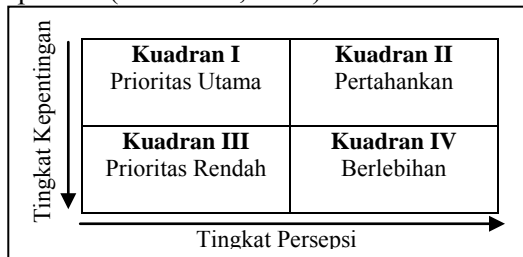 Kuadran I
Prioritas Utama
Kuadran II
Pertahankan
Kuadran III
Prioritas Rendah
Kuadran IV
Berlebihan
Tingkat Kepentingan
Tingkat Persepsi